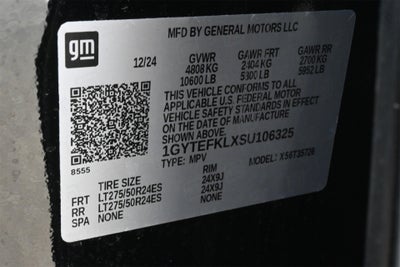 gm
MFD BY GENERAL MOTORS LLC
12/24 GVWR GAWR FRT GAWR RR
4808 KG 2404 KG 2700 KG
10600 LB 5300 LB 5952 LB
THIS VEHICLE CONFORMS TO ALL
APPLICABLE U.S. FEDERAL MOTOR
VEHICLE SAFETY STANDARDS IN EFFECT
ON THE DATE OF MANUFACTURE
SHOWN ABOVE.
1GYTEFKLXSU106325
8555 TYPE: MPV MODEL:
TIRE SIZE RIM
FRT LT275/50R24ES 24X9J
RR LT275/50R24ES 24X9J
SPA NONE NONE